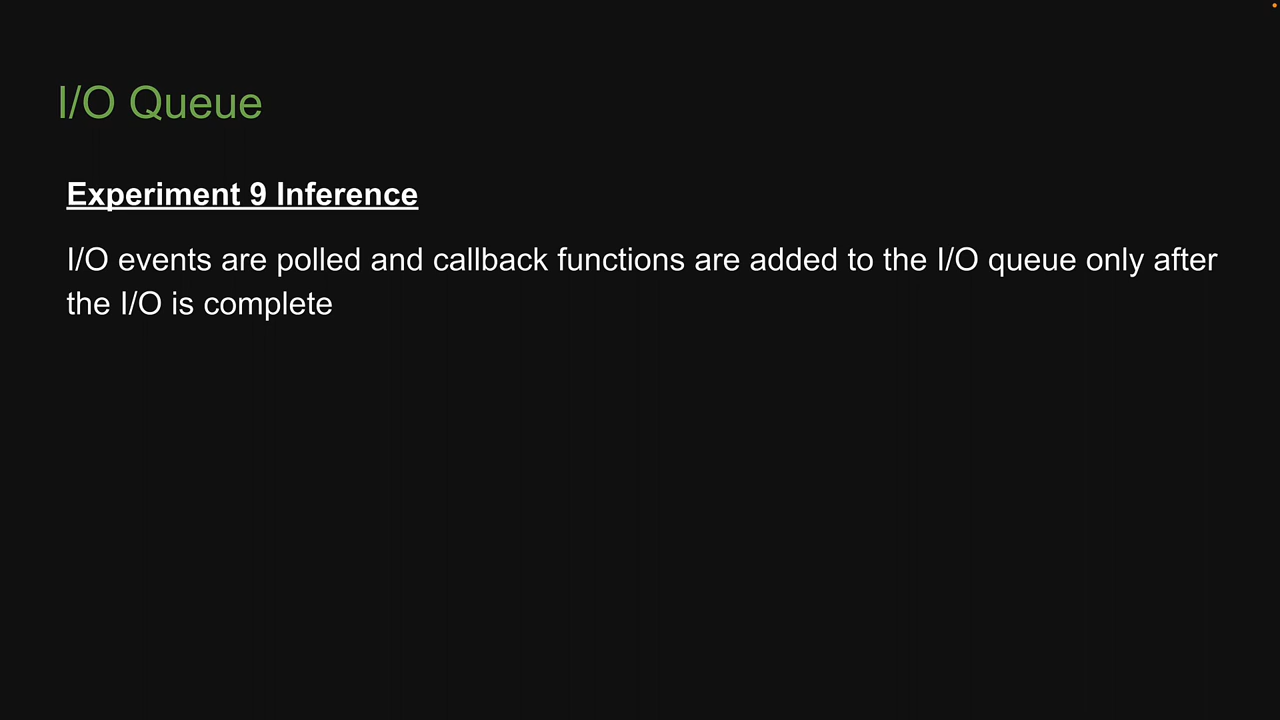 I/O Queue
Experiment 9 Inference
I/O events are polled and callback functions are added to the I/O queue only after
the I/O is complete